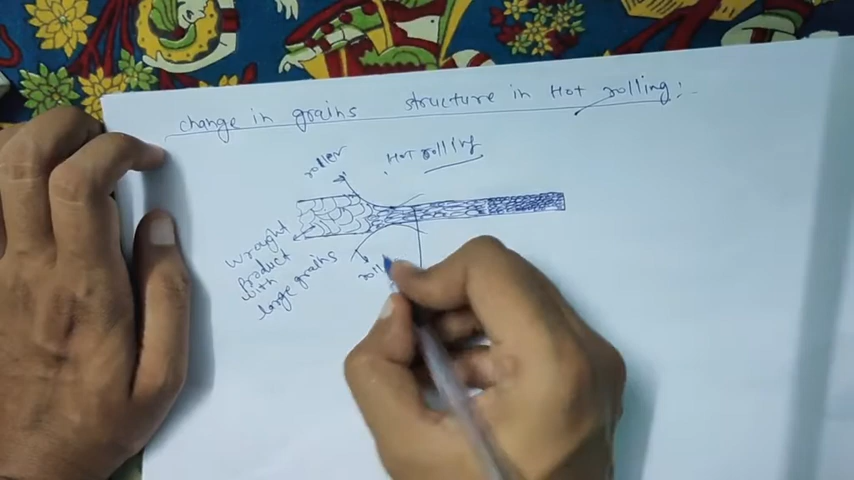 change in grains structure in Hot rolling:
Hot rolling
roller
wrought
product
with
large grains